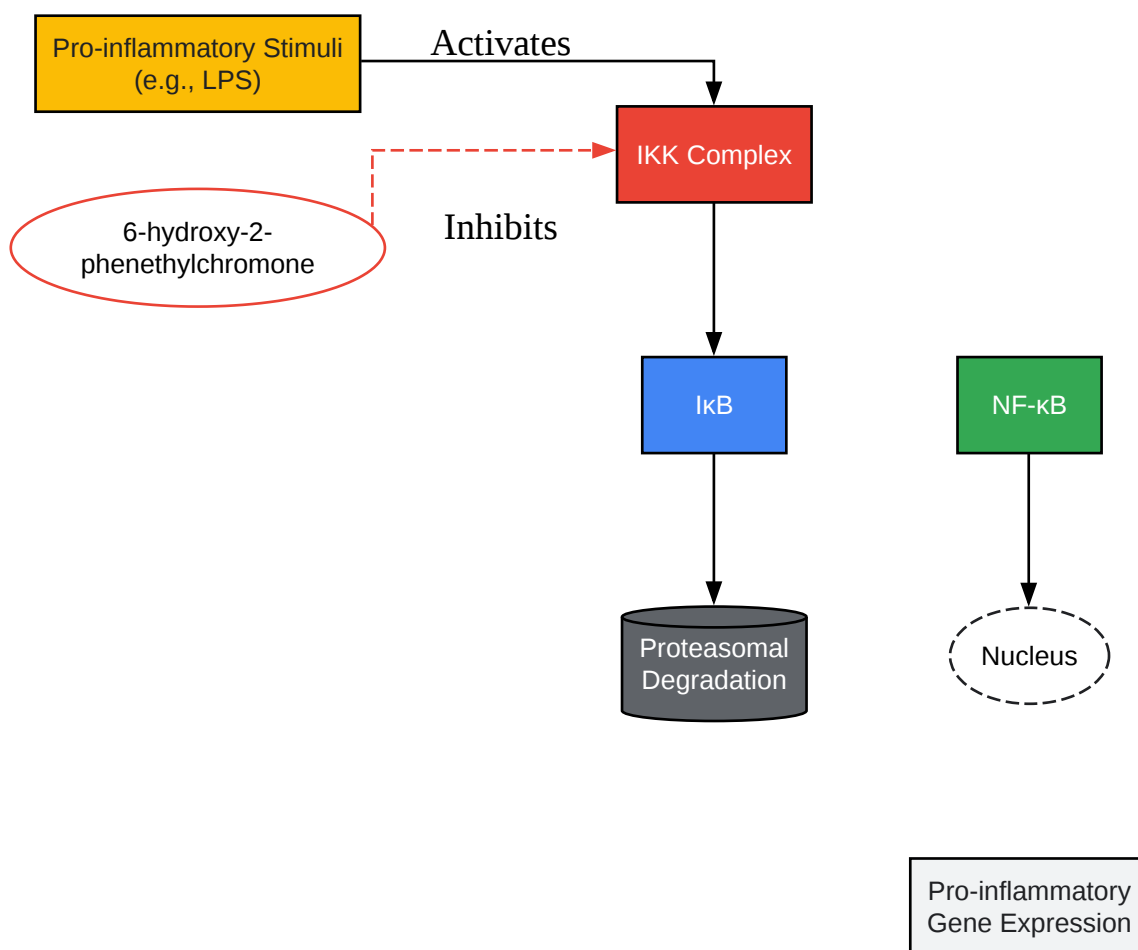 Pro-inflammatory Stimuli
(e.g., LPS)
Activates
IKK Complex
6-hydroxy-2-
phenethylchromone
Inhibits
IκB
NF-κB
Proteasomal
Degradation
Nucleus
Pro-inflammatory
Gene Expression